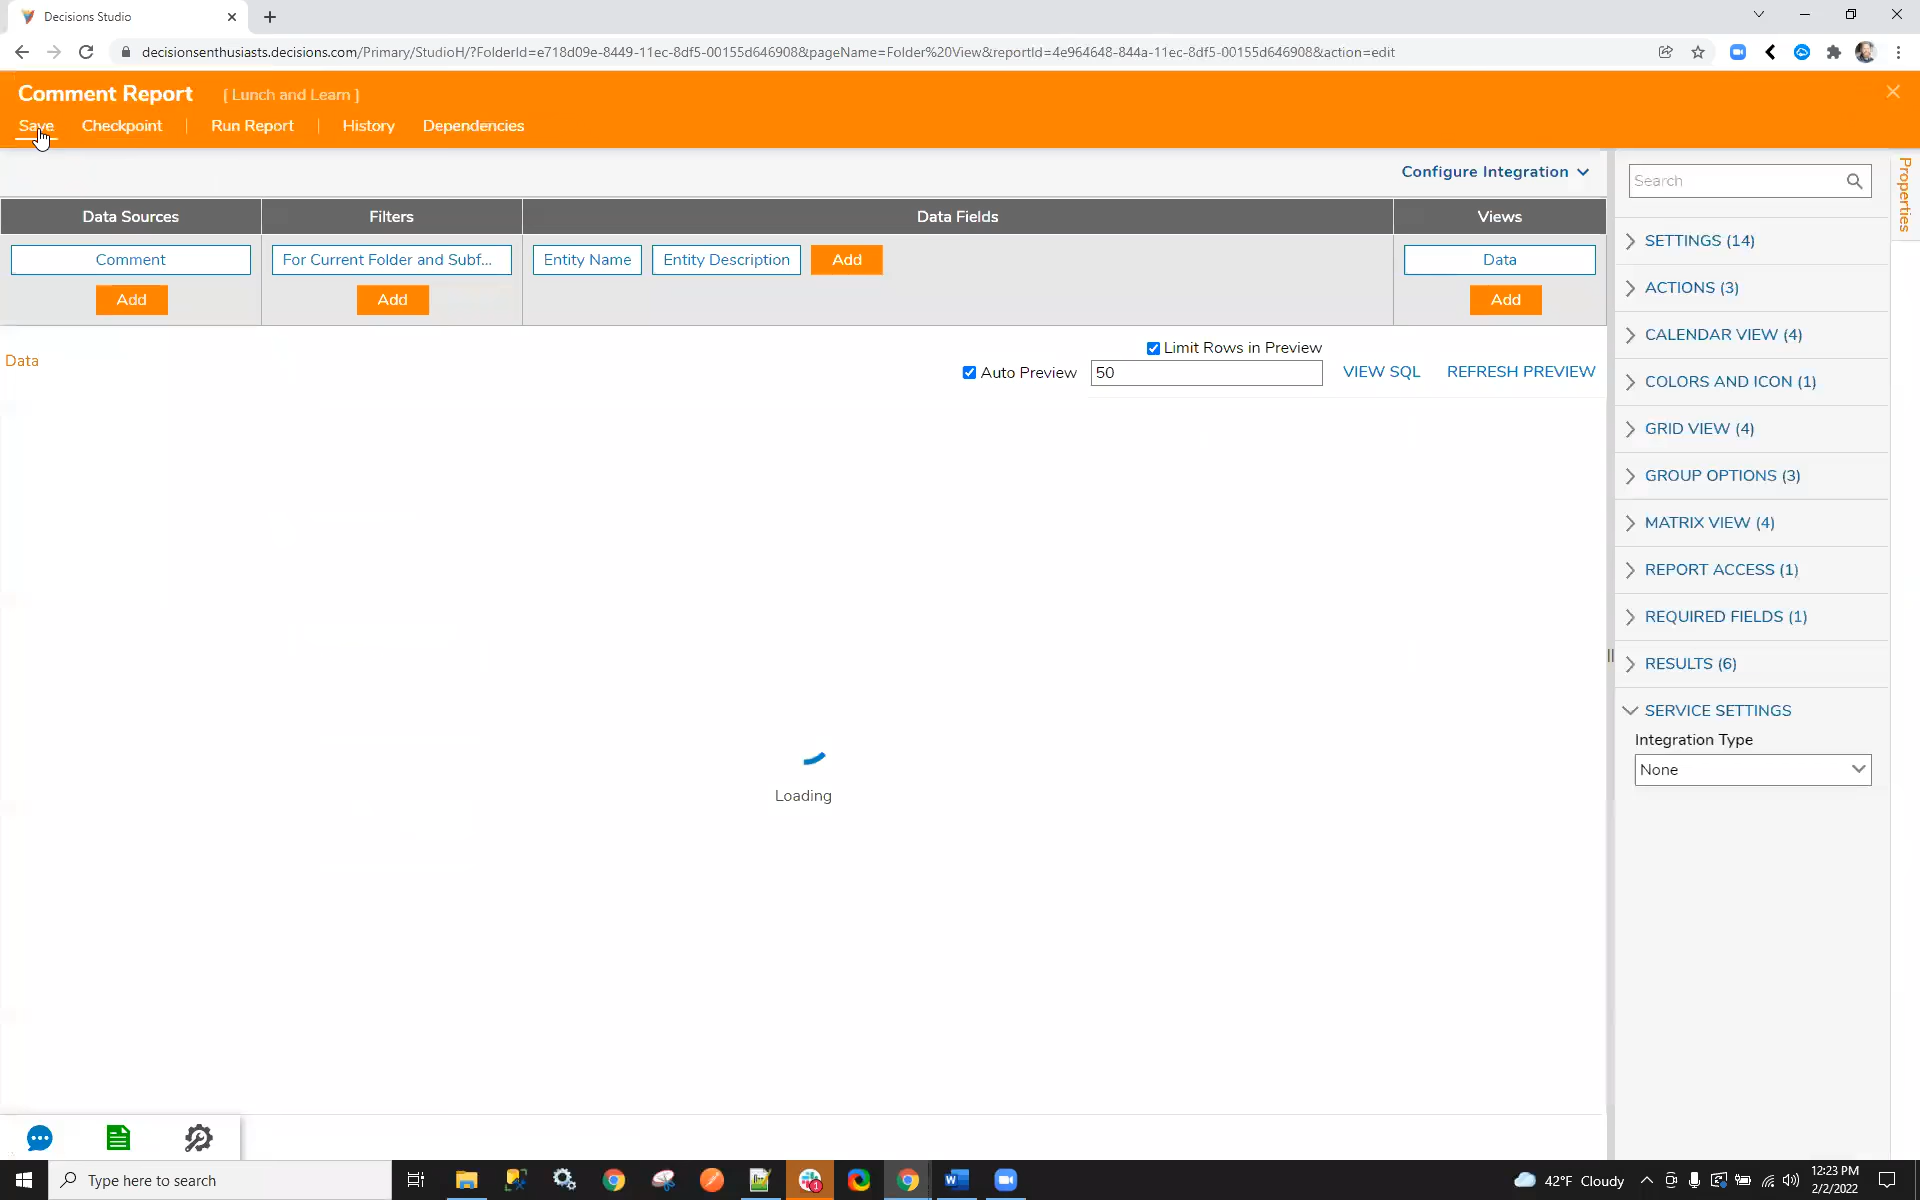 Decisions Studio
decisionsenthusiasts.decisions.com/Primary/StudioH/?FolderId=e718d09e-8449-11ec-8df5-00155d646908&pageName=Folder%20View&reportId=4e964648-844a-11ec-8df5-00155d646908&action=edit
Comment Report [ Lunch and Learn ]
Save Checkpoint | Run Report | History Dependencies
Configure Integration
Properties
Search
Data Sources Filters Data Fields Views
Comment For Current Folder and Subf... Entity Name Entity Description Add Data
Add Add Add
Data
Limit Rows in Preview
Auto Preview 50 VIEW SQL REFRESH PREVIEW
SETTINGS (14)
ACTIONS (3)
CALENDAR VIEW (4)
COLORS AND ICON (1)
GRID VIEW (4)
GROUP OPTIONS (3)
MATRIX VIEW (4)
REPORT ACCESS (1)
REQUIRED FIELDS (1)
RESULTS (6)
SERVICE SETTINGS
Integration Type
None
Loading
Type here to search
1
42°F Cloudy
12:23 PM
2/2/2022